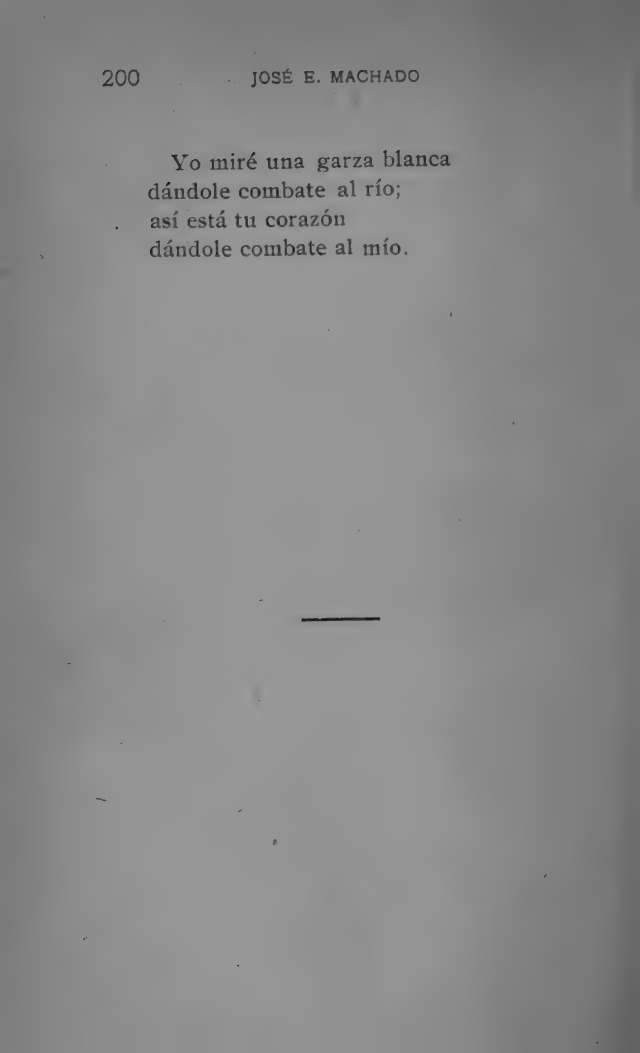 200 JOSÉ E. MACHADO
Yo miré una garza blanca
dándole combate al río;
así está tu corazón
dándole combate al mío.